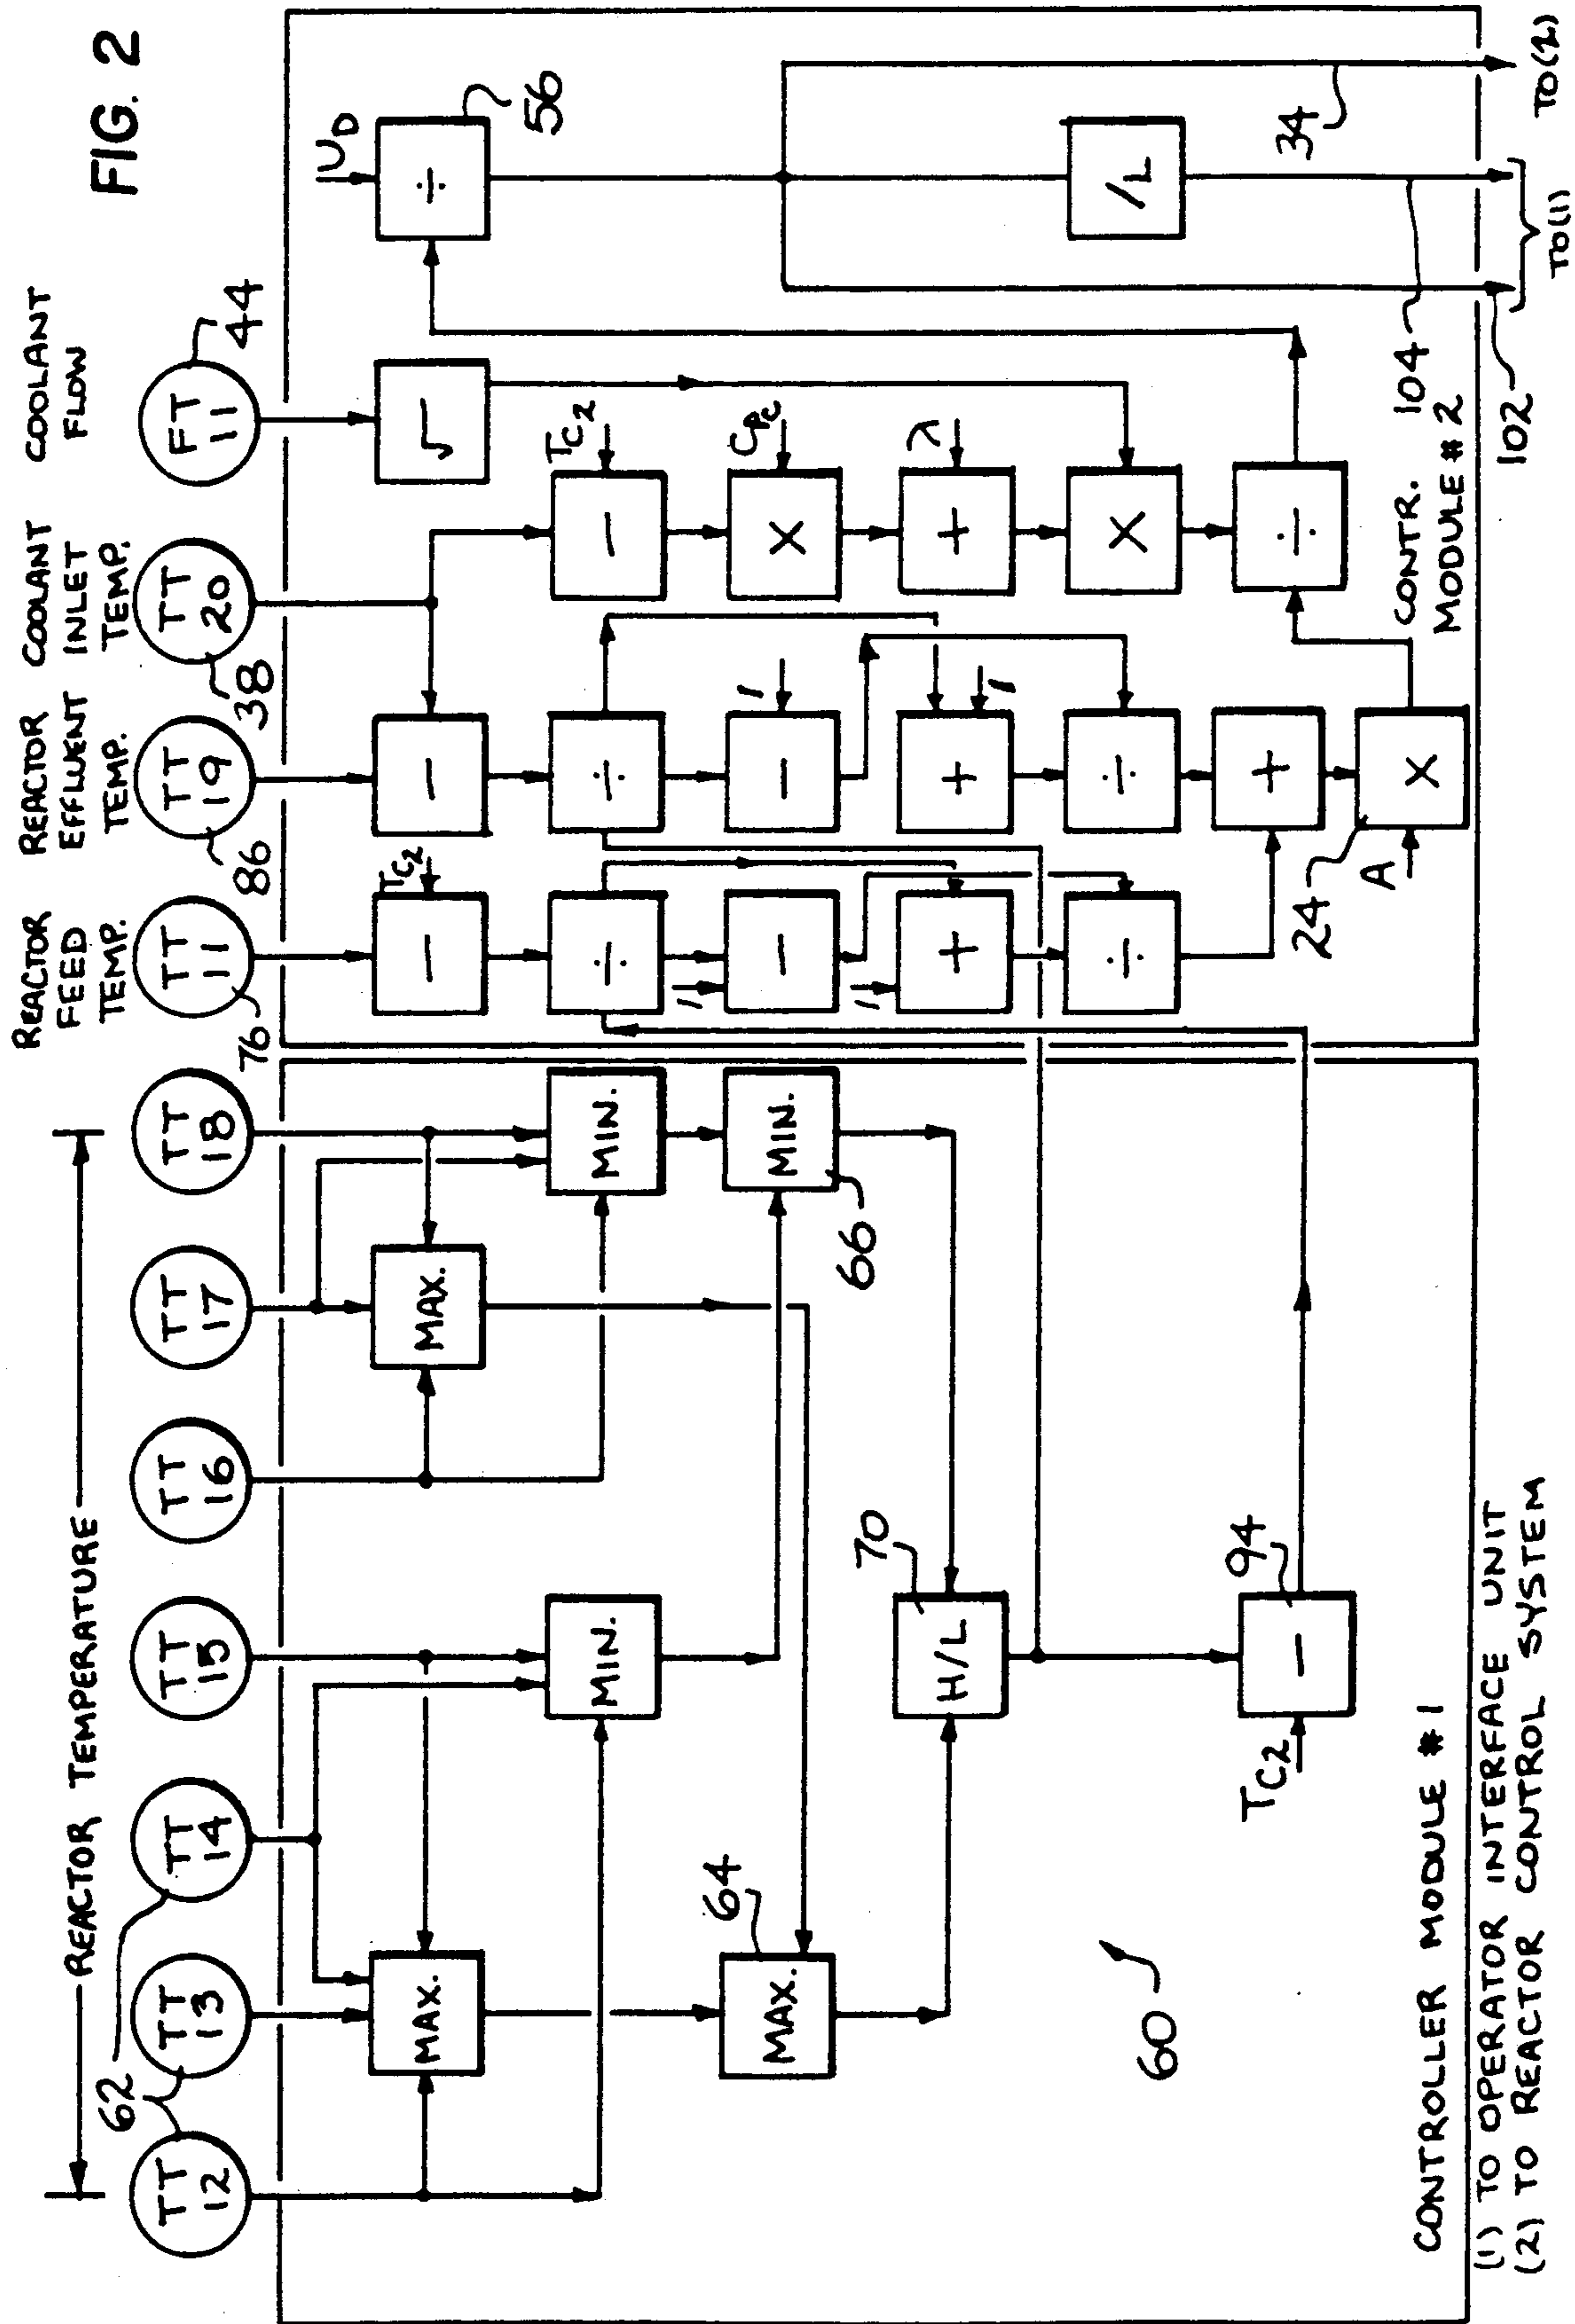 FIG. 2
REACTOR TEMPERATURE
REACTOR
FEED
TEMP.
REACTOR
EFFLUENT
TEMP.
COOLANT
INLET
TEMP.
COOLANT
FLOW
62
TT
12
TT
13
TT
14
TT
15
TT
16
TT
17
TT
18
TT
11
76
TT
19
86
TT
20
38
FT
11
44
MAX.
MAX.
−
TC2
−
√
UD
÷
56
MIN.
MIN.
÷
÷
−
TC2
MAX.
64
MIN.
66
1
−
−
1
×
CPC
H/L
70
1
+
+
1
+
λ
÷
÷
×
/L
+
÷
TC2
−
94
24
×
A
34
60
CONTROLLER MODULE #1
CONTR.
MODULE #2
104
102
TO(1)
TO(2)
(1) TO OPERATOR INTERFACE UNIT
(2) TO REACTOR CONTROL SYSTEM